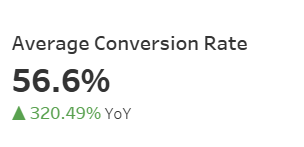 Average Conversion Rate
56.6%
▲ 320.49% YoY